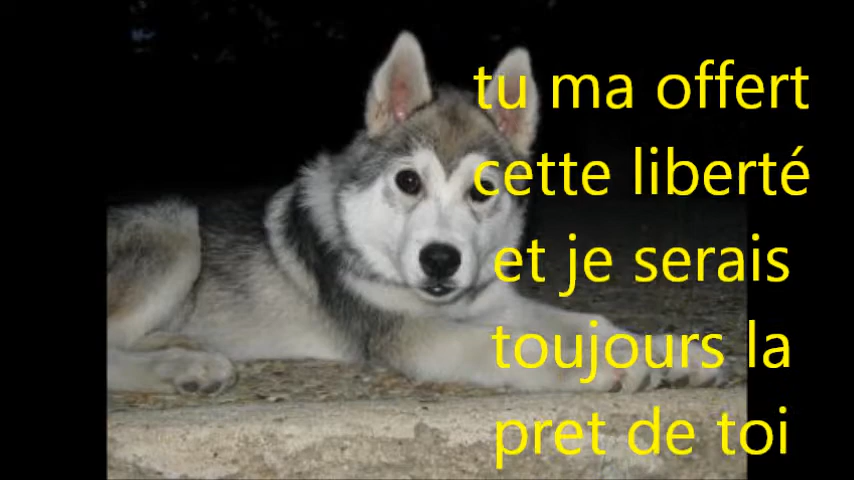 tu ma offert
cette liberté
et je serais
toujours la
pret de toi